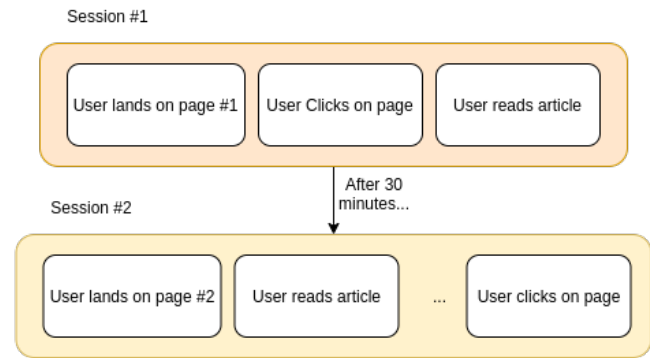 Session #1
User lands on page #1
User Clicks on page
User reads article
After 30
minutes...
Session #2
User lands on page #2
User reads article
...
User clicks on page